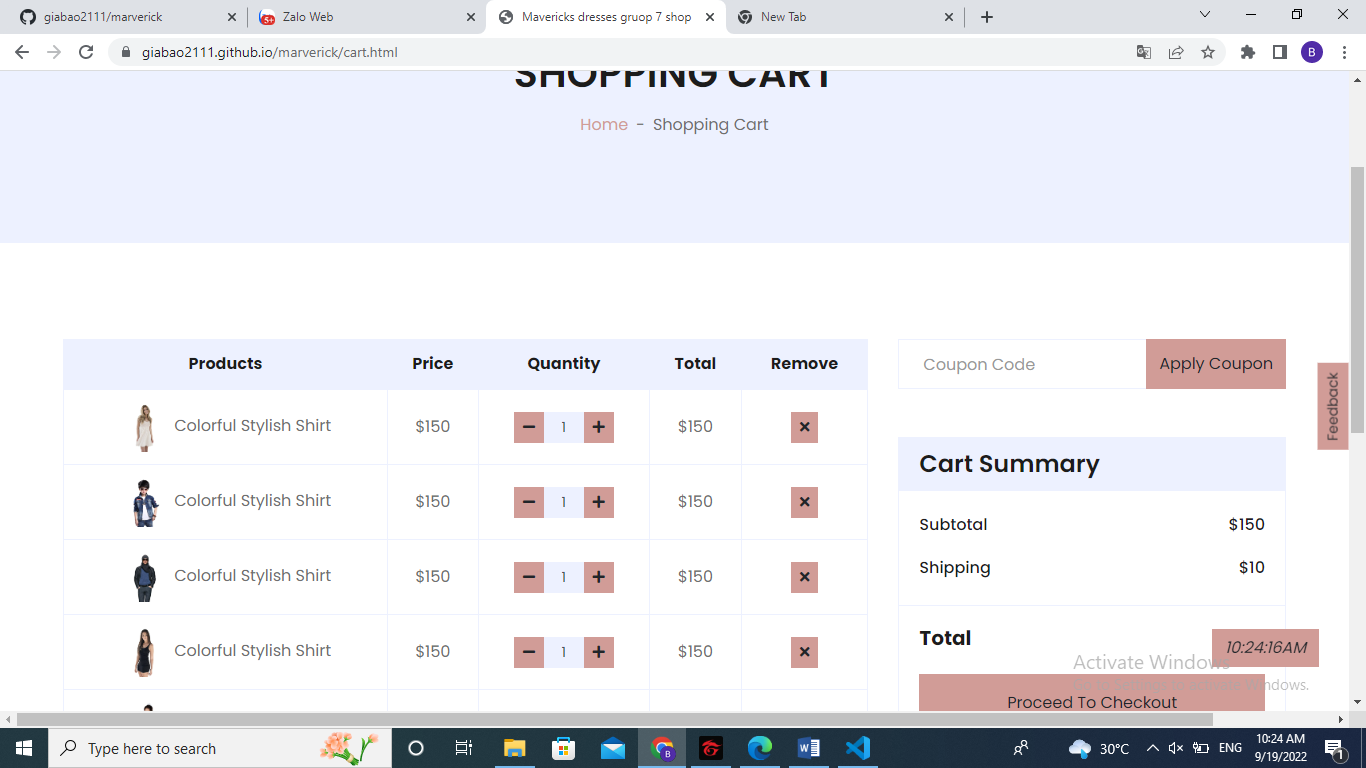 giabao2111/marverick
Zalo Web
Mavericks dresses gruop 7 shop
New Tab
giabao2111.github.io/marverick/cart.html
B
SHOPPING CART
Home - Shopping Cart
Products Price Quantity Total Remove
Colorful Stylish Shirt $150 1 $150
Colorful Stylish Shirt $150 1 $150
Colorful Stylish Shirt $150 1 $150
Colorful Stylish Shirt $150 1 $150
Coupon Code Apply Coupon
Feedback
Cart Summary
Subtotal $150
Shipping $10
Total
10:24:16AM
Activate Windows
Proceed To Checkout
Type here to search
30°C
ENG
10:24 AM
9/19/2022
1